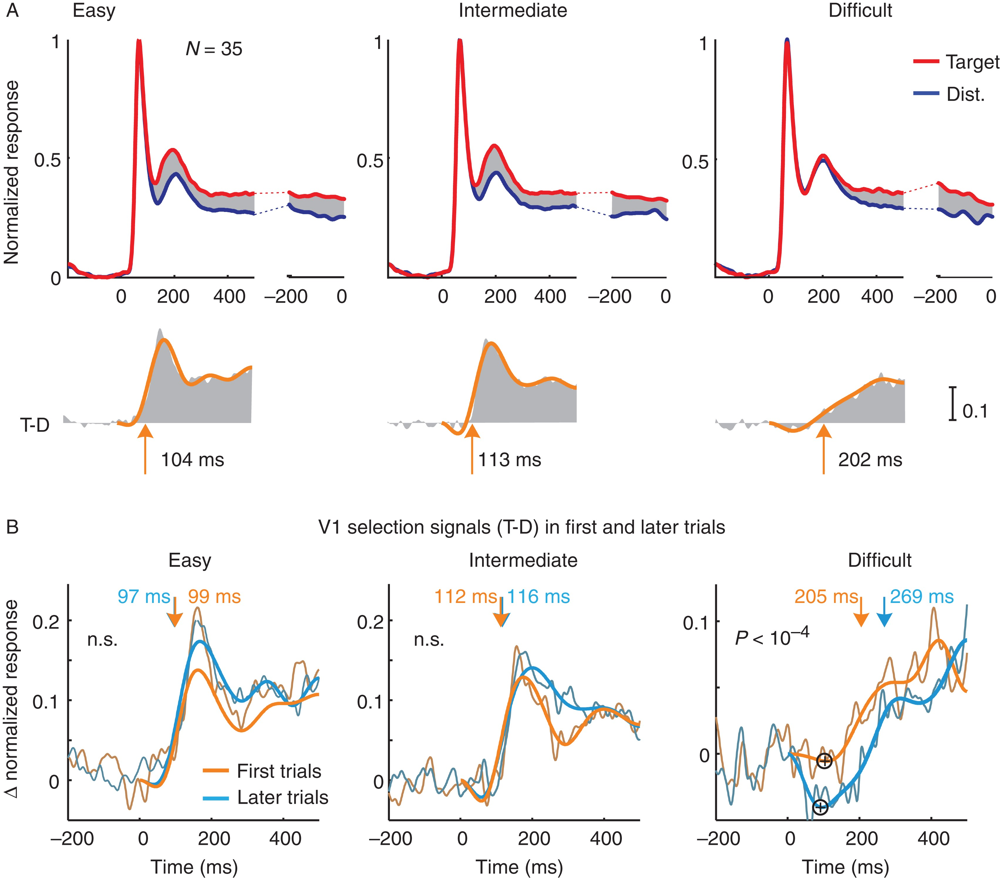 A Easy Intermediate Difficult
1 1 1
N = 35
Target
Dist.
Normalized response
0.5 0.5 0.5
0
0 200 400 –200 0 0 200 400 –200 0 0 200 400 –200 0
T-D
0.1
104 ms 113 ms 202 ms
B V1 selection signals (T-D) in first and later trials
Easy Intermediate Difficult
97 ms 99 ms 112 ms 116 ms 205 ms 269 ms
0.2 0.2 0.1
n.s. n.s. P < 10–4
Δ normalized response
0.1 0.1
0 0 0
First trials
Later trials
–200 0 200 400 –200 0 200 400 –200 0 200 400
Time (ms) Time (ms) Time (ms)